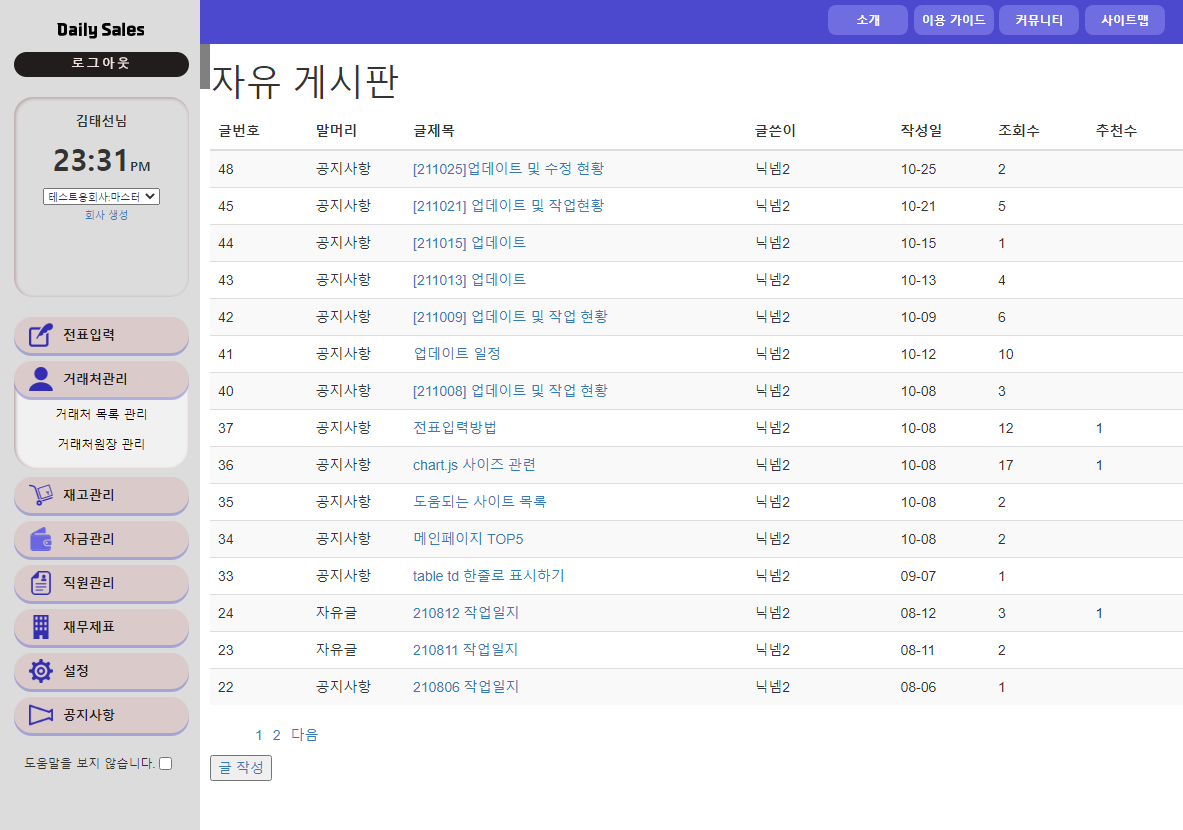 Daily Sales
로그아웃
김태선님
23:31 PM
테스트용회사:마스터
회사 생성
전표입력
거래처관리
거래처 목록 관리
거래처원장 관리
재고관리
자금관리
직원관리
재무제표
설정
공지사항
도움말을 보지 않습니다.
소개 이용 가이드 커뮤니티 사이트맵
자유 게시판
글번호 말머리 글제목 글쓴이 작성일 조회수 추천수
48 공지사항 [211025]업데이트 및 수정 현황 닉넴2 10-25 2
45 공지사항 [211021] 업데이트 및 작업현황 닉넴2 10-21 5
44 공지사항 [211015] 업데이트 닉넴2 10-15 1
43 공지사항 [211013] 업데이트 닉넴2 10-13 4
42 공지사항 [211009] 업데이트 및 작업 현황 닉넴2 10-09 6
41 공지사항 업데이트 일정 닉넴2 10-12 10
40 공지사항 [211008] 업데이트 및 작업 현황 닉넴2 10-08 3
37 공지사항 전표입력방법 닉넴2 10-08 12 1
36 공지사항 chart.js 사이즈 관련 닉넴2 10-08 17 1
35 공지사항 도움되는 사이트 목록 닉넴2 10-08 2
34 공지사항 메인페이지 TOP5 닉넴2 10-08 2
33 공지사항 table td 한줄로 표시하기 닉넴2 09-07 1
24 자유글 210812 작업일지 닉넴2 08-12 3 1
23 자유글 210811 작업일지 닉넴2 08-11 2
22 공지사항 210806 작업일지 닉넴2 08-06 1
1 2 다음
글 작성